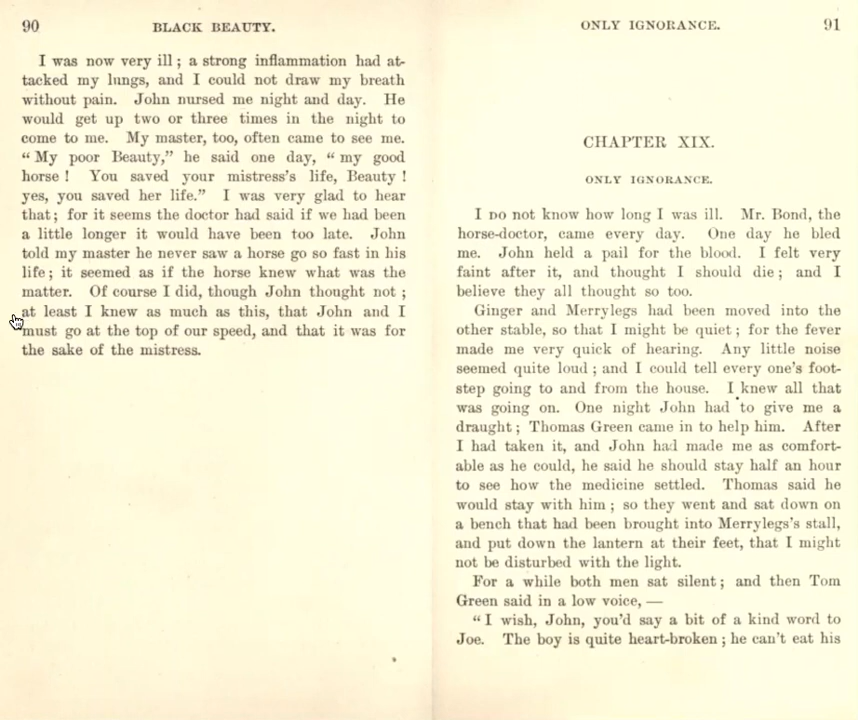 90
BLACK BEAUTY.
I was now very ill ; a strong inflammation had at-
tacked my lungs, and I could not draw my breath
without pain. John nursed me night and day. He
would get up two or three times in the night to
come to me. My master, too, often came to see me.
“ My poor Beauty,” he said one day, “ my good
horse ! You saved your mistress’s life, Beauty !
yes, you saved her life.” I was very glad to hear
that ; for it seems the doctor had said if we had been
a little longer it would have been too late. John
told my master he never saw a horse go so fast in his
life ; it seemed as if the horse knew what was the
matter. Of course I did, though John thought not ;
at least I knew as much as this, that John and I
must go at the top of our speed, and that it was for
the sake of the mistress.
ONLY IGNORANCE.
91
CHAPTER XIX.
ONLY IGNORANCE.
I DO not know how long I was ill. Mr. Bond, the
horse-doctor, came every day. One day he bled
me. John held a pail for the blood. I felt very
faint after it, and thought I should die ; and I
believe they all thought so too.
Ginger and Merrylegs had been moved into the
other stable, so that I might be quiet ; for the fever
made me very quick of hearing. Any little noise
seemed quite loud ; and I could tell every one’s foot-
step going to and from the house. I knew all that
was going on. One night John had to give me a
draught ; Thomas Green came in to help him. After
I had taken it, and John had made me as comfort-
able as he could, he said he should stay half an hour
to see how the medicine settled. Thomas said he
would stay with him ; so they went and sat down on
a bench that had been brought into Merrylegs’s stall,
and put down the lantern at their feet, that I might
not be disturbed with the light.
For a while both men sat silent ; and then Tom
Green said in a low voice, —
“ I wish, John, you’d say a bit of a kind word to
Joe. The boy is quite heart-broken ; he can’t eat his